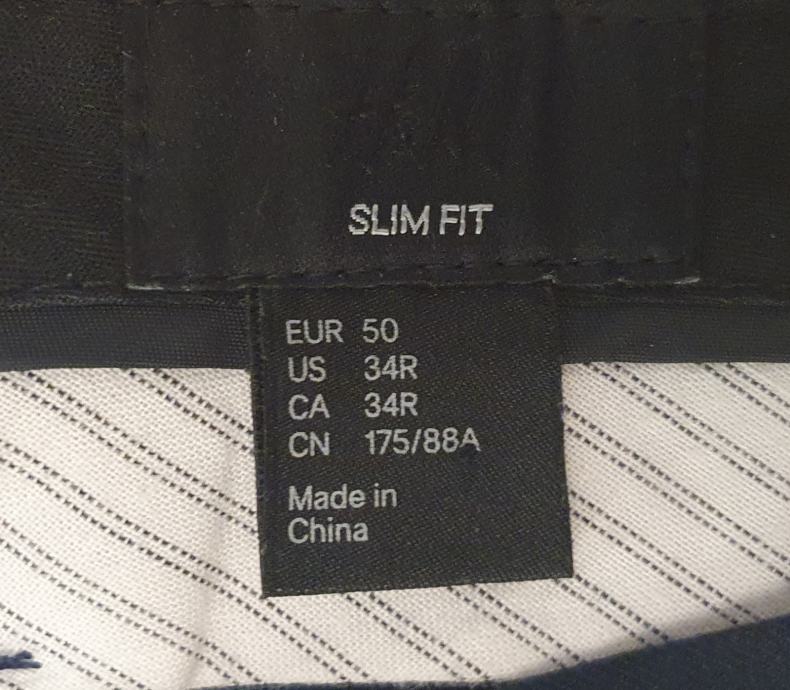 SLIM FIT
EUR 50
US 34R
CA 34R
CN 175/88A
Made in
China